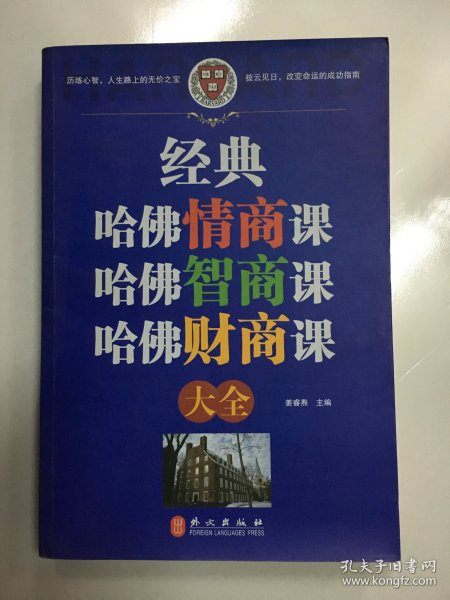 历练心智，人生路上的无价之宝
拨云见日，改变命运的成功指南
HARVARD
经典
哈佛情商课
哈佛智商课
哈佛财商课
大全
姜睿焘 主编
外文出版社
FOREIGN LANGUAGES PRESS
孔夫子旧书网
www.kongfz.com